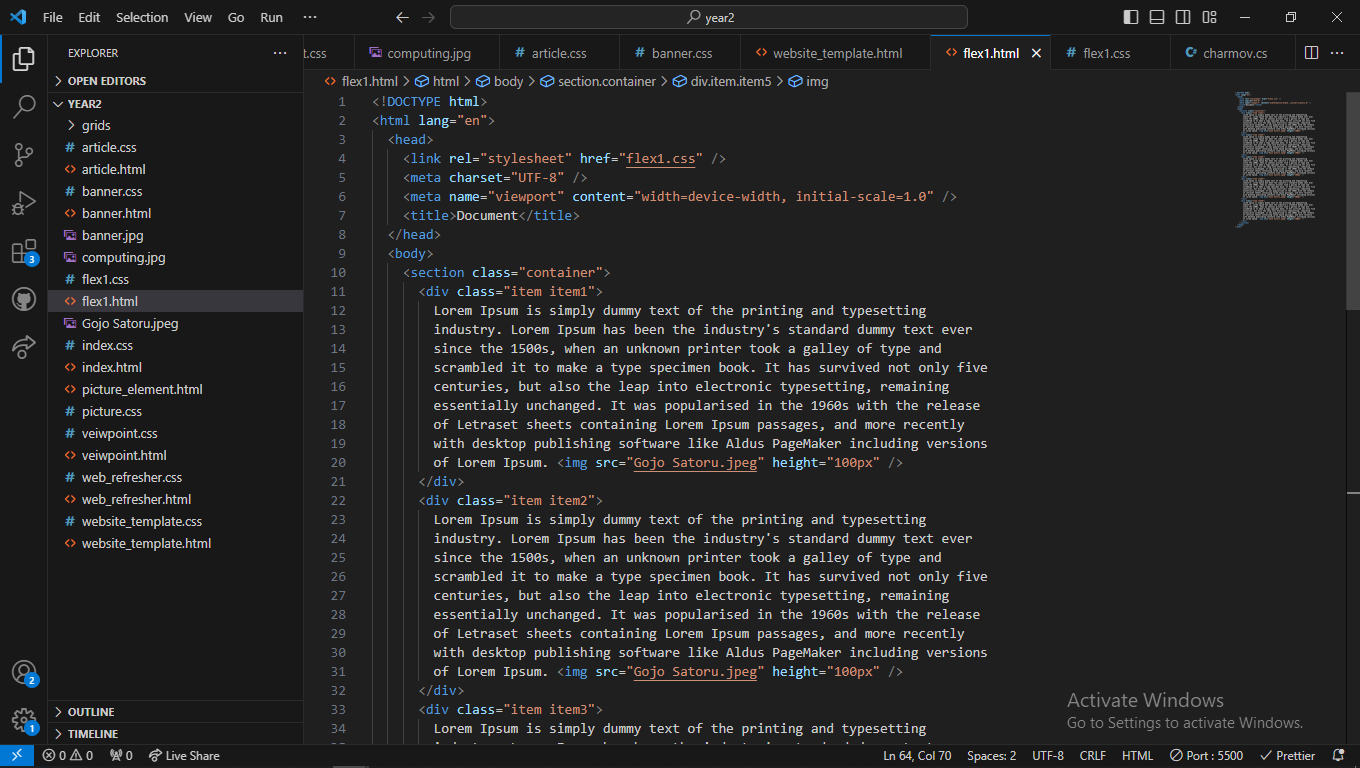 File Edit Selection View Go Run ··· year2
EXPLORER ···
OPEN EDITORS
YEAR2
grids
# article.css
<> article.html
# banner.css
<> banner.html
banner.jpg
computing.jpg
# flex1.css
<> flex1.html
Gojo Satoru.jpeg
# index.css
<> index.html
<> picture_element.html
# picture.css
# veiwpoint.css
<> veiwpoint.html
# web_refresher.css
<> web_refresher.html
# website_template.css
<> website_template.html
OUTLINE
TIMELINE
3
2
1
t.css computing.jpg # article.css # banner.css <> website_template.html <> flex1.html # flex1.css charmov.cs ···
<> flex1.html > html > body > section.container > div.item.item5 > img
1 <!DOCTYPE html>
2 <html lang="en">
3 <head>
4 <link rel="stylesheet" href="flex1.css" />
5 <meta charset="UTF-8" />
6 <meta name="viewport" content="width=device-width, initial-scale=1.0" />
7 <title>Document</title>
8 </head>
9 <body>
10 <section class="container">
11 <div class="item item1">
12 Lorem Ipsum is simply dummy text of the printing and typesetting
13 industry. Lorem Ipsum has been the industry's standard dummy text ever
14 since the 1500s, when an unknown printer took a galley of type and
15 scrambled it to make a type specimen book. It has survived not only five
16 centuries, but also the leap into electronic typesetting, remaining
17 essentially unchanged. It was popularised in the 1960s with the release
18 of Letraset sheets containing Lorem Ipsum passages, and more recently
19 with desktop publishing software like Aldus PageMaker including versions
20 of Lorem Ipsum. <img src="Gojo Satoru.jpeg" height="100px" />
21 </div>
22 <div class="item item2">
23 Lorem Ipsum is simply dummy text of the printing and typesetting
24 industry. Lorem Ipsum has been the industry's standard dummy text ever
25 since the 1500s, when an unknown printer took a galley of type and
26 scrambled it to make a type specimen book. It has survived not only five
27 centuries, but also the leap into electronic typesetting, remaining
28 essentially unchanged. It was popularised in the 1960s with the release
29 of Letraset sheets containing Lorem Ipsum passages, and more recently
30 with desktop publishing software like Aldus PageMaker including versions
31 of Lorem Ipsum. <img src="Gojo Satoru.jpeg" height="100px" />
32 </div>
33 <div class="item item3">
34 Lorem Ipsum is simply dummy text of the printing and typesetting
Activate Windows
Go to Settings to activate Windows.
0 0 0 Live Share Ln 64, Col 70 Spaces: 2 UTF-8 CRLF HTML Port : 5500 Prettier